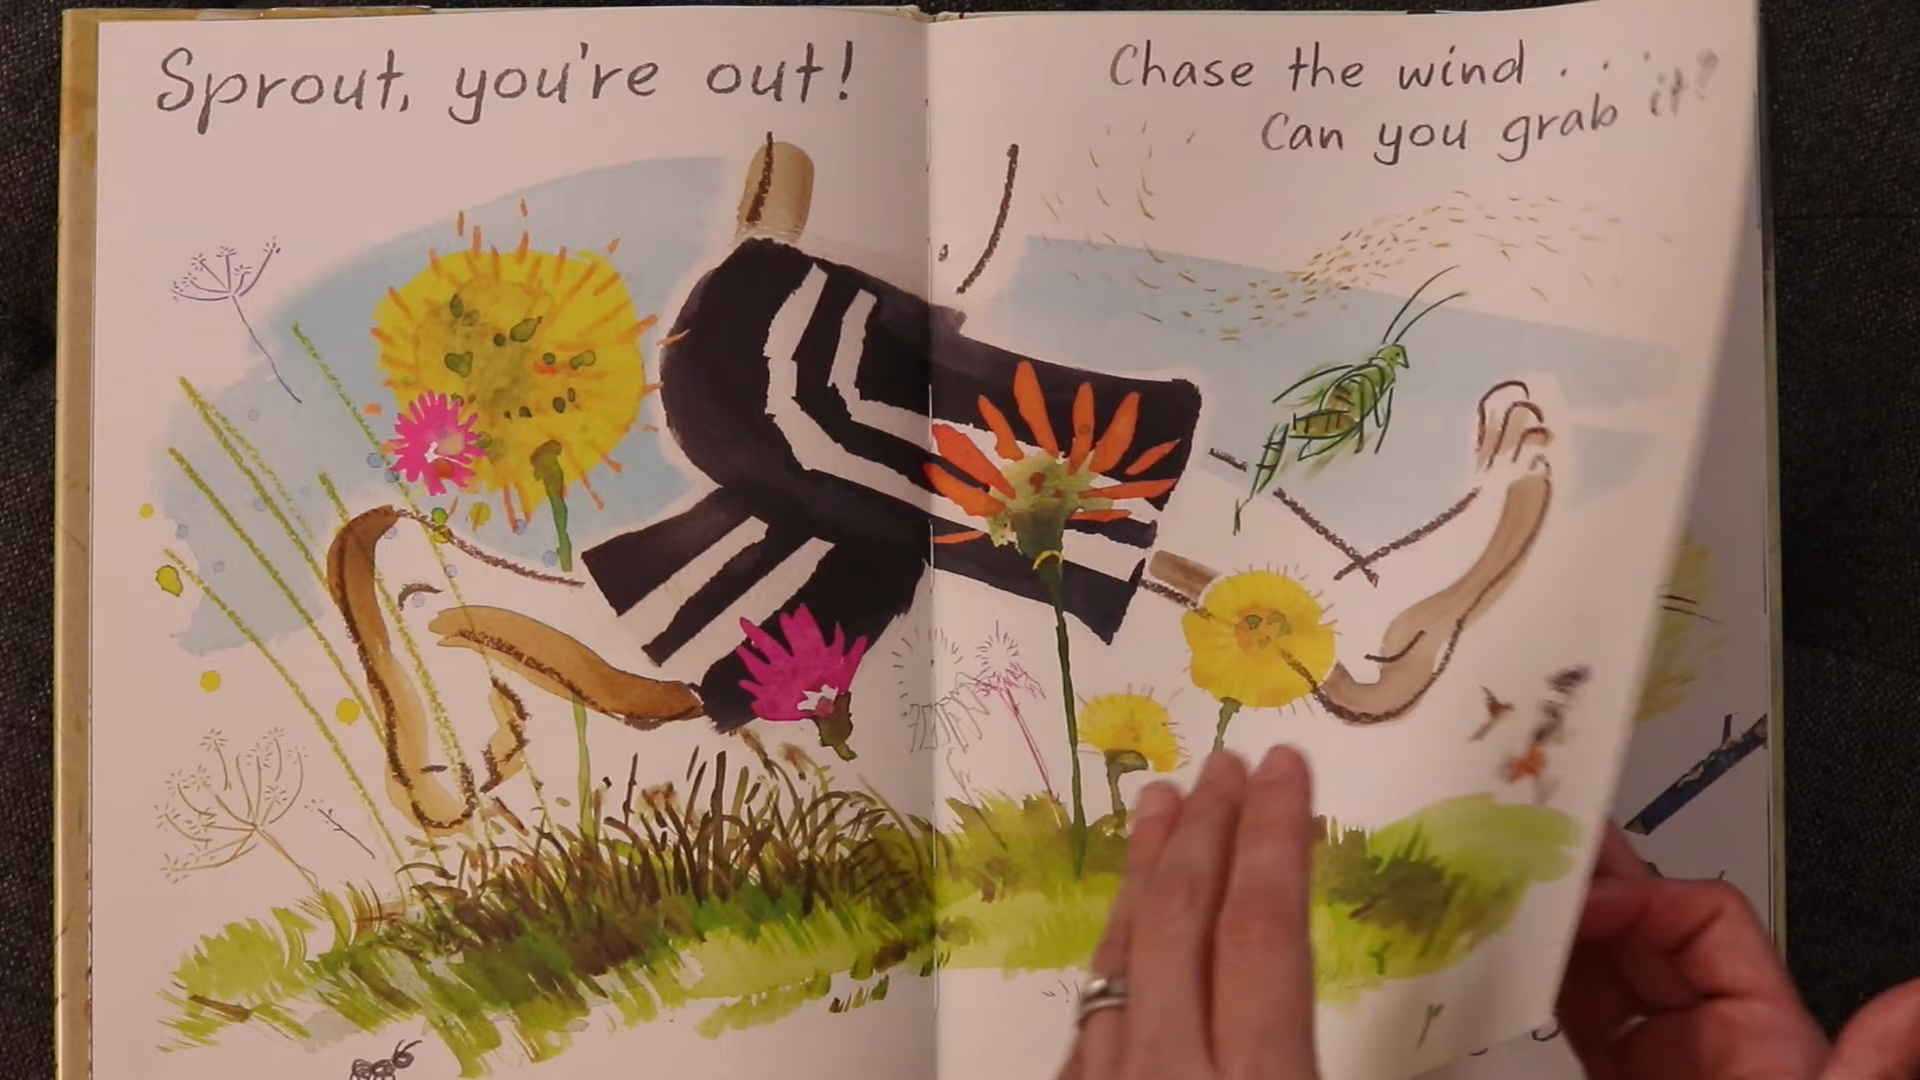 Sprout, you're out!
Chase the wind . . .
Can you grab it?